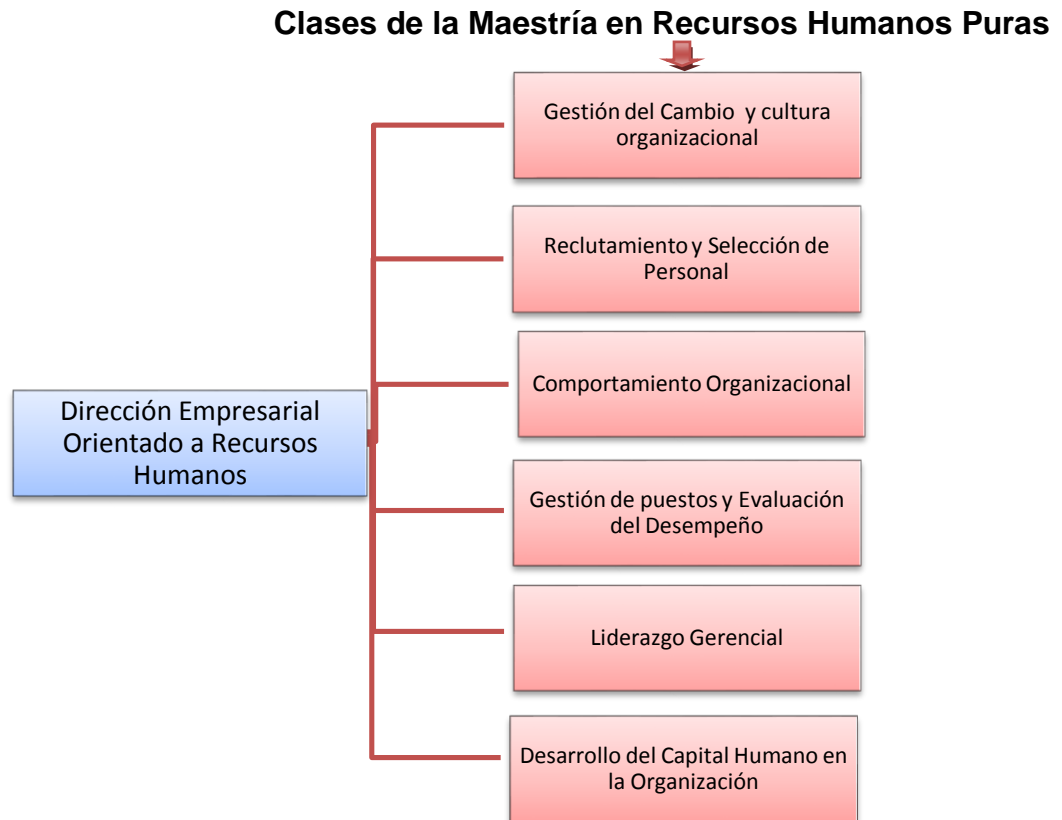 Clases de la Maestría en Recursos Humanos Puras
Gestión del Cambio y cultura
organizacional
Reclutamiento y Selección de
Personal
Comportamiento Organizacional
Dirección Empresarial
Orientado a Recursos
Humanos
Gestión de puestos y Evaluación
del Desempeño
Liderazgo Gerencial
Desarrollo del Capital Humano en
la Organización